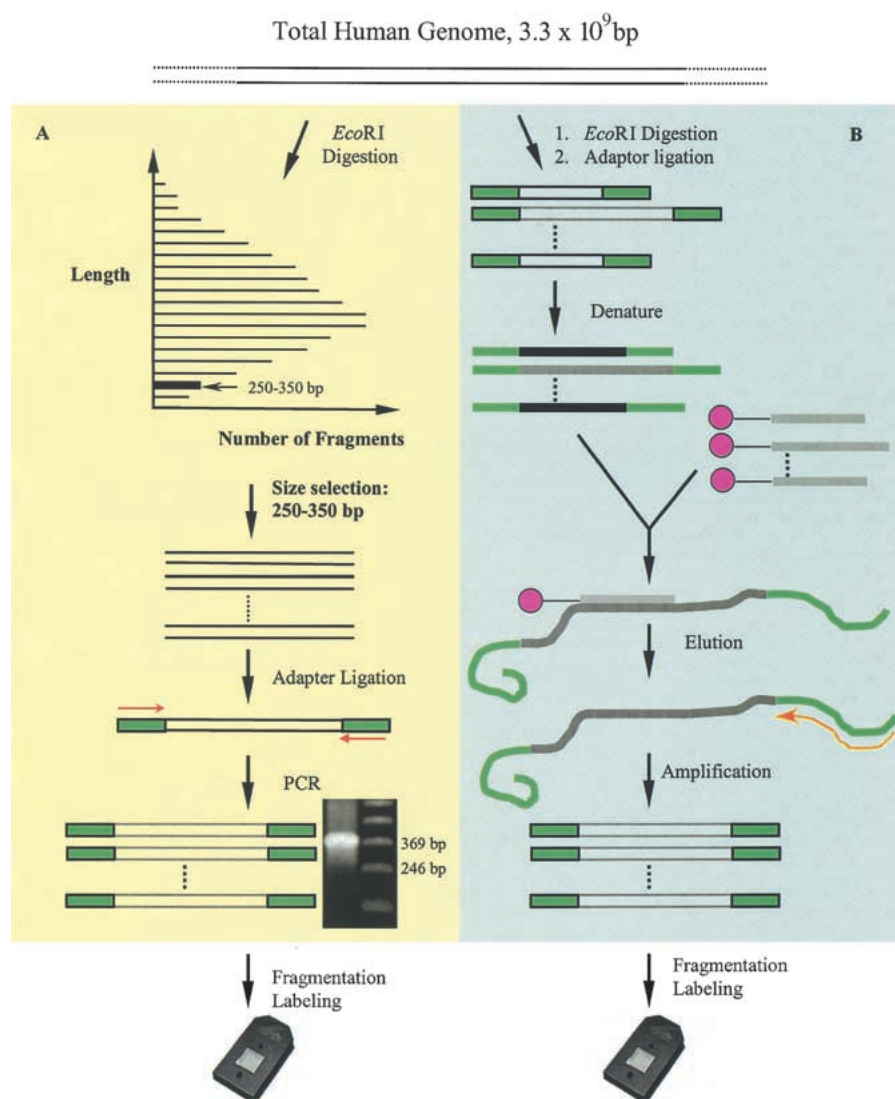 Total Human Genome, 3.3 x 10⁹bp
A
EcoRI
Digestion
Length
250-350 bp
Number of Fragments
Size selection:
250-350 bp
Adapter Ligation
PCR
369 bp
246 bp
Fragmentation
Labeling
1. EcoRI Digestion
2. Adaptor ligation
B
Denature
Elution
Amplification
Fragmentation
Labeling